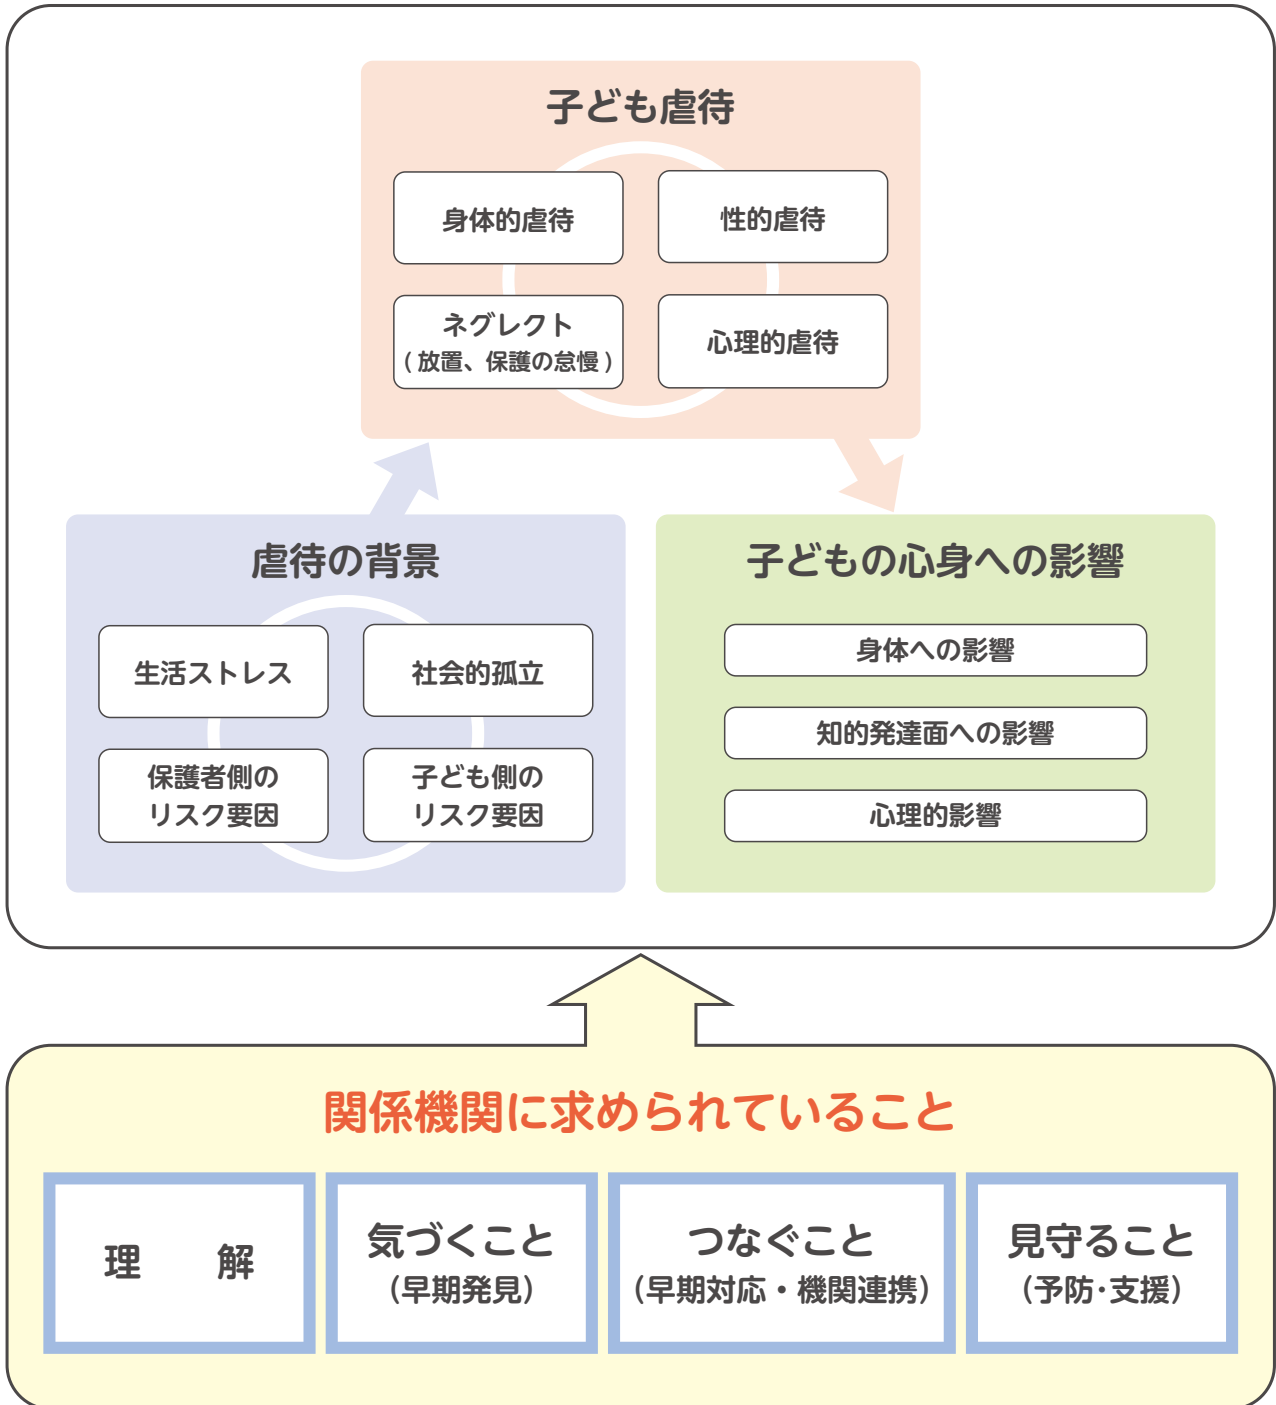 子ども虐待
身体的虐待
性的虐待
ネグレクト
(放置、保護の怠慢)
心理的虐待
虐待の背景
生活ストレス
社会的孤立
保護者側の
リスク要因
子ども側の
リスク要因
子どもの心身への影響
身体への影響
知的発達面への影響
心理的影響
関係機関に求められていること
理　　解
気づくこと
(早期発見)
つなぐこと
(早期対応・機関連携)
見守ること
(予防・支援)